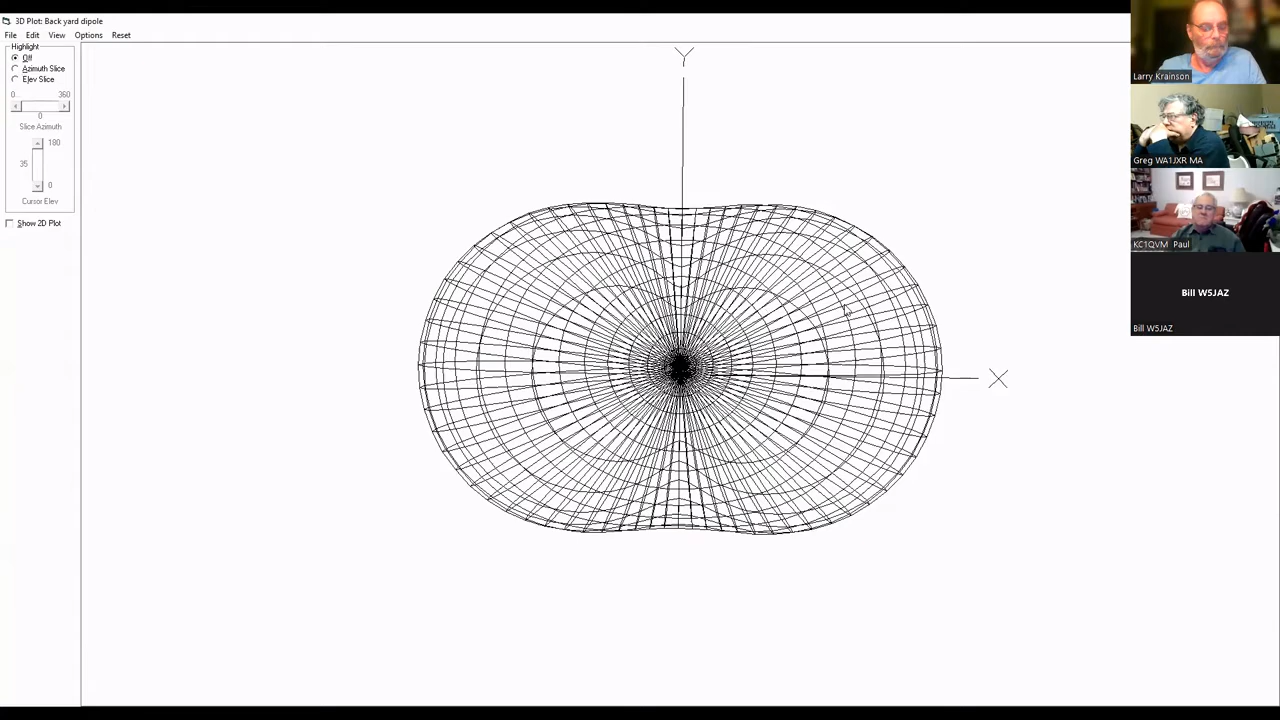 3D Plot: Back yard dipole
File Edit View Options Reset
Highlight
Off
Azimuth Slice
Elev Slice
0 360
0
Slice Azimuth
180
35
0
Cursor Elev
Show 2D Plot
Y
X
Larry Krainson
Greg WA1JXR MA
KC1QVM Paul
Bill W5JAZ
Bill W5JAZ